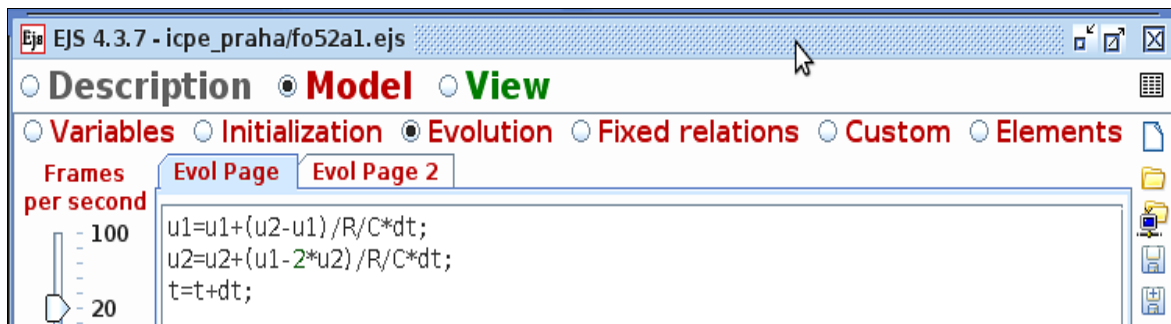 Ejs EJS 4.3.7 - icpe_praha/fo52a1.ejs
Description Model View
Variables Initialization Evolution Fixed relations Custom Elements
Frames
per second
100
20
Evol Page Evol Page 2
u1=u1+(u2-u1)/R/C*dt;
u2=u2+(u1-2*u2)/R/C*dt;
t=t+dt;